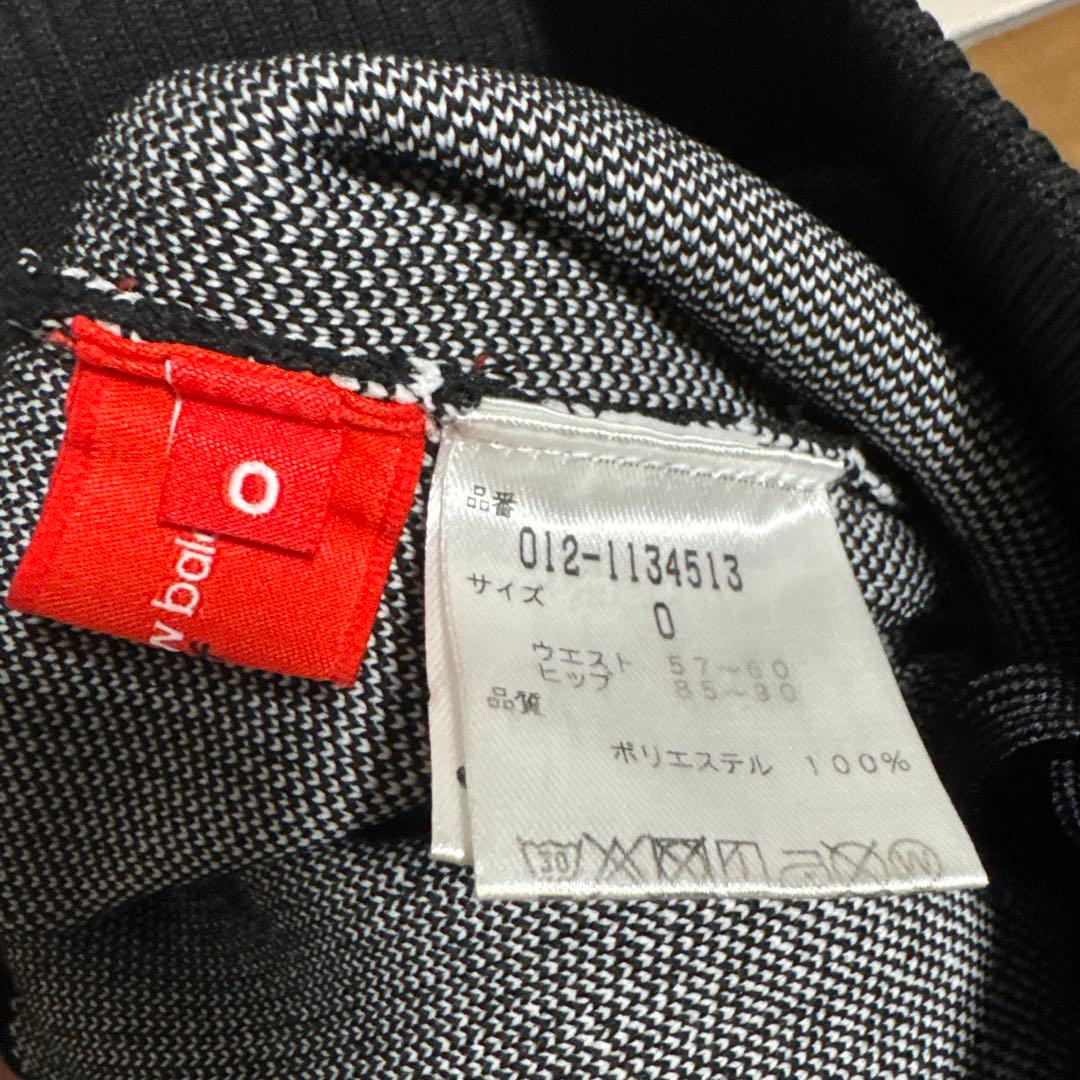 0
w bal
品番
012-1134513
サイズ
0
ウエスト 57~60
ヒップ 85~90
品質
ポリエステル 100%
30
W